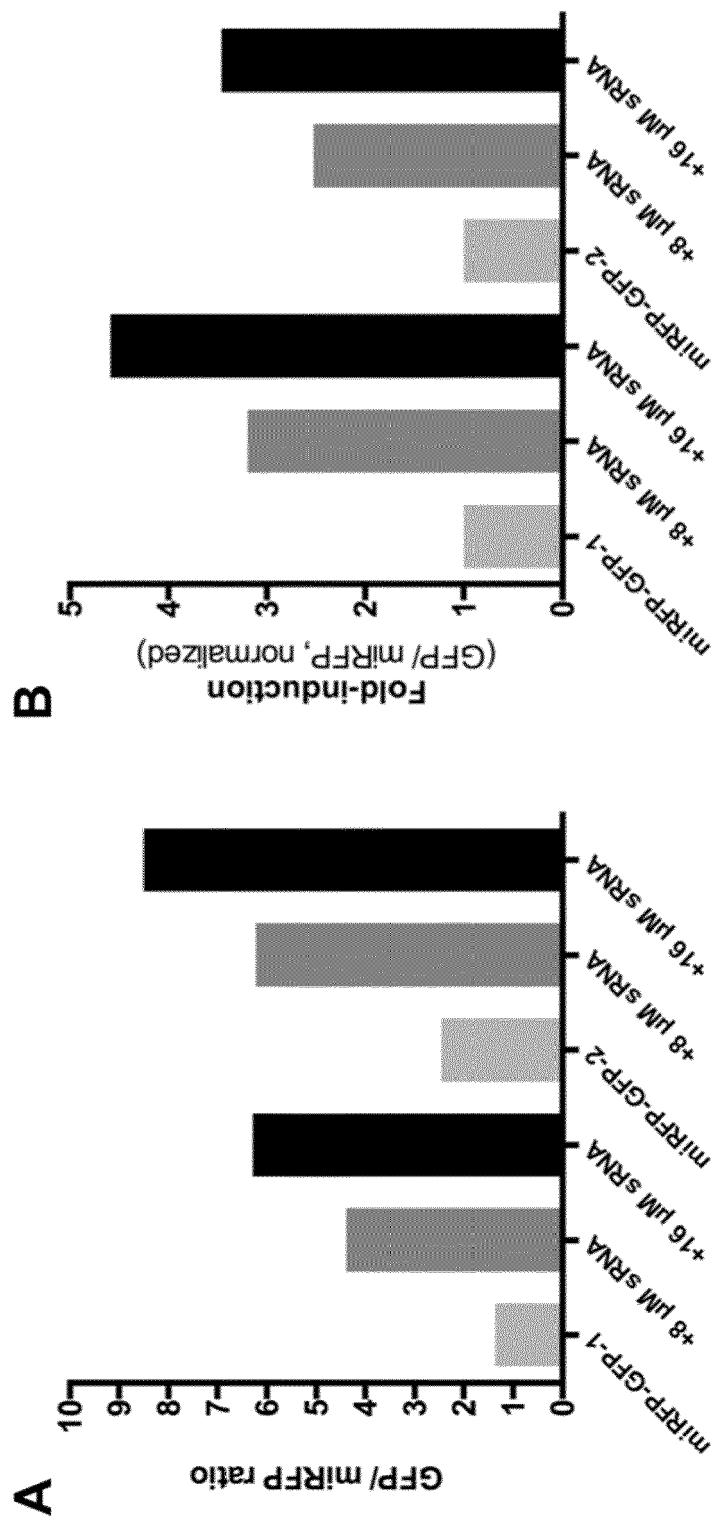 A
GFP/ miRFP ratio
10
9
8
7
6
5
4
3
2
1
0
miRFP-GFP-1
+8 µM sRNA
+16 µM sRNA
miRFP-GFP-2
+8 µM sRNA
+16 µM sRNA
B
Fold-induction
(GFP/ miRFP, normalized)
5
4
3
2
1
0
miRFP-GFP-1
+8 µM sRNA
+16 µM sRNA
miRFP-GFP-2
+8 µM sRNA
+16 µM sRNA